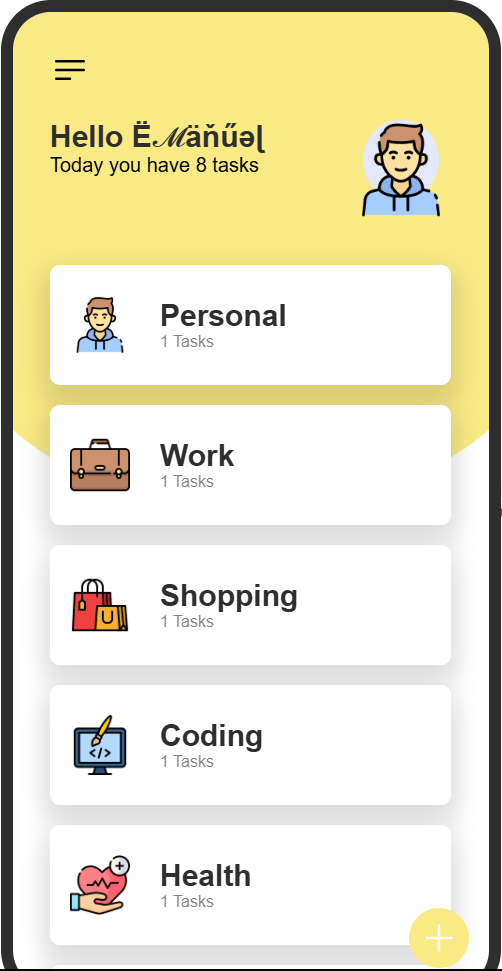 Hello Ëℳäňűəɭ
Today you have 8 tasks
Personal
1 Tasks
Work
1 Tasks
Shopping
1 Tasks
Coding
1 Tasks
Health
1 Tasks